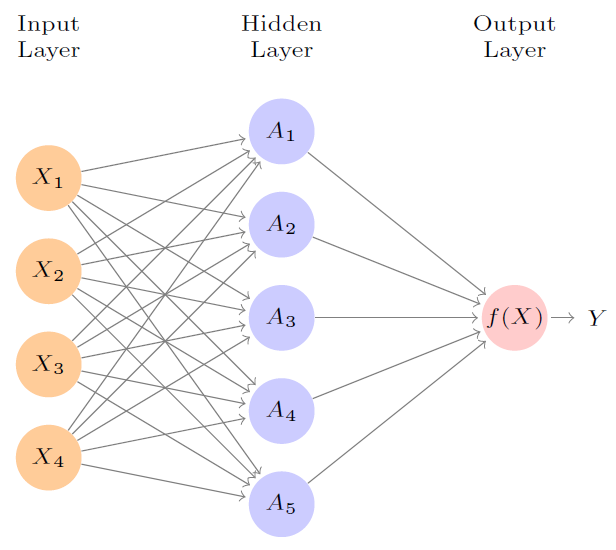 Input Layer
Hidden Layer
Output Layer
X₁
X₂
X₃
X₄
A₁
A₂
A₃
A₄
A₅
f(X)
Y